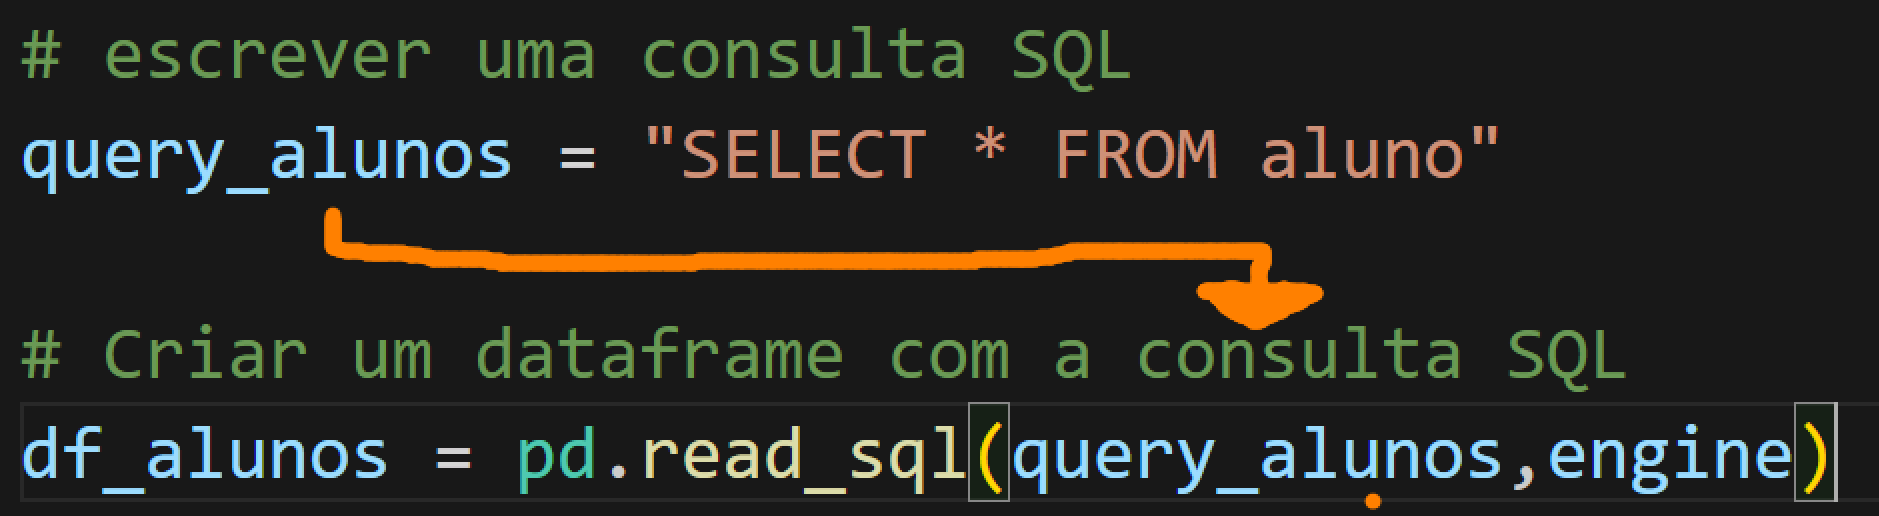 # escrever uma consulta SQL
query_alunos = "SELECT * FROM aluno"
# Criar um dataframe com a consulta SQL
df_alunos = pd.read_sql(query_alunos,engine)